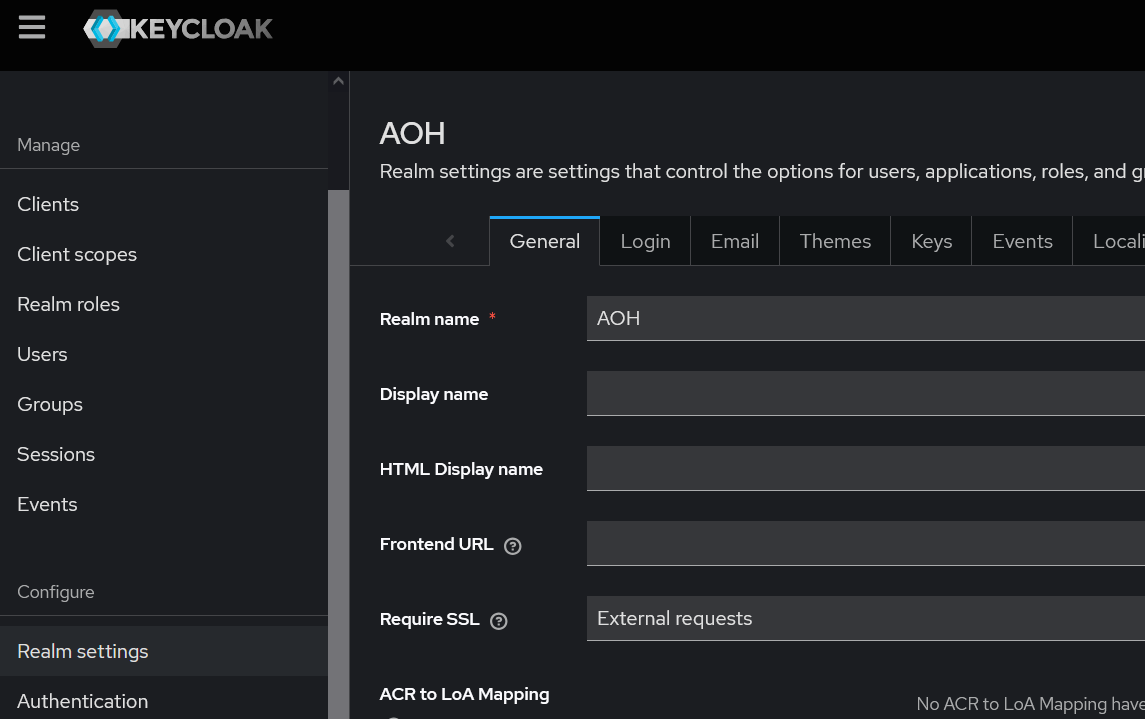 KEYCLOAK
Manage
Clients
Client scopes
Realm roles
Users
Groups
Sessions
Events
Configure
Realm settings
Authentication
AOH
Realm settings are settings that control the options for users, applications, roles, and
General
Login
Email
Themes
Keys
Events
Realm name *
AOH
Display name
HTML Display name
Frontend URL
Require SSL
External requests
ACR to LoA Mapping
No ACR to LoA Mapping have